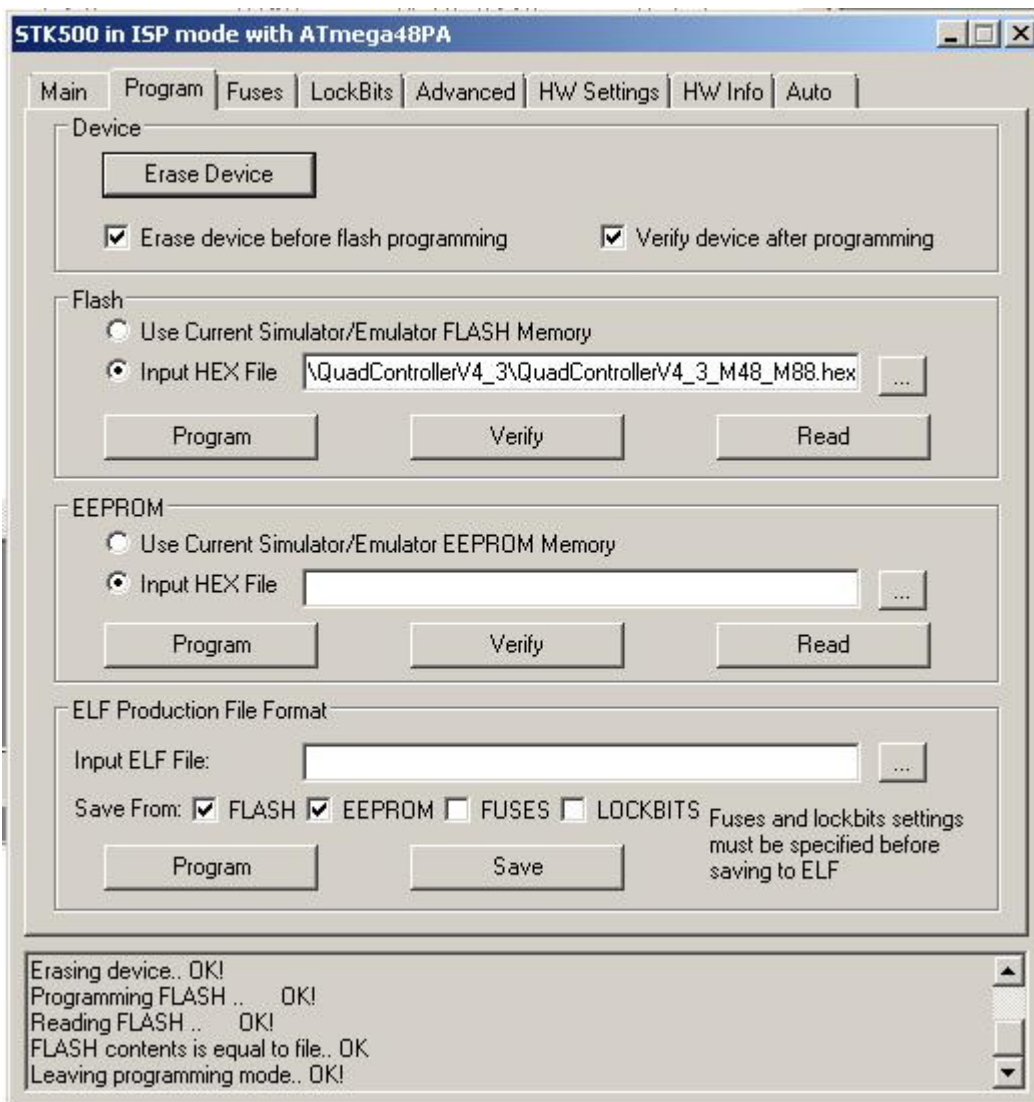 STK500 in ISP mode with ATmega48PA
Main Program Fuses LockBits Advanced HW Settings HW Info Auto
Device
Erase Device
Erase device before flash programming Verify device after programming
Flash
Use Current Simulator/Emulator FLASH Memory
Input HEX File \QuadControllerV4_3\QuadControllerV4_3_M48_M88.hex ...
Program Verify Read
EEPROM
Use Current Simulator/Emulator EEPROM Memory
Input HEX File ...
Program Verify Read
ELF Production File Format
Input ELF File: ...
Save From: FLASH EEPROM FUSES LOCKBITS
Fuses and lockbits settings
must be specified before
saving to ELF
Program Save
Erasing device.. OK!
Programming FLASH .. OK!
Reading FLASH .. OK!
FLASH contents is equal to file.. OK
Leaving programming mode.. OK!